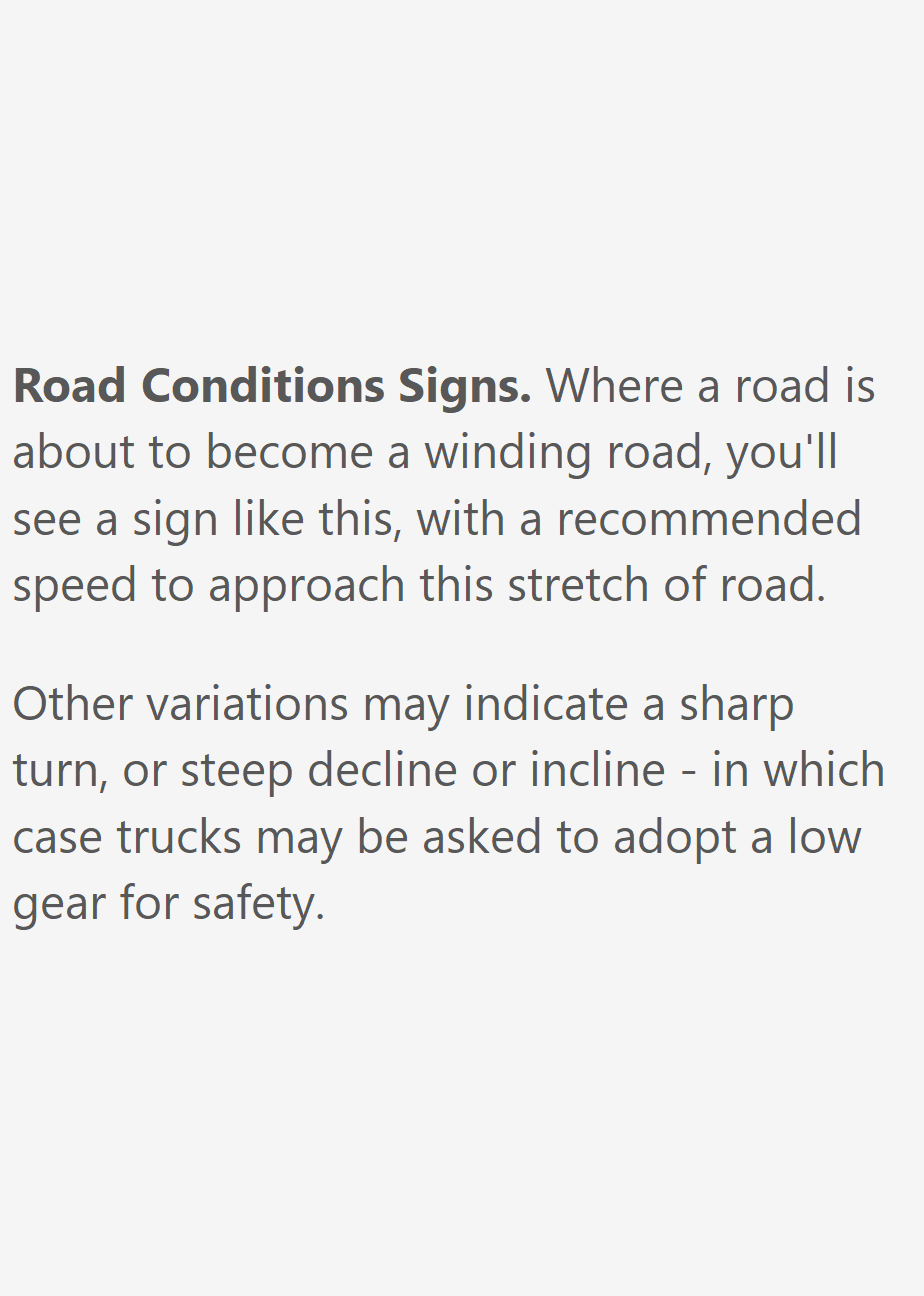 Road Conditions Signs. Where a road is
about to become a winding road, you'll
see a sign like this, with a recommended
speed to approach this stretch of road.
Other variations may indicate a sharp
turn, or steep decline or incline - in which
case trucks may be asked to adopt a low
gear for safety.